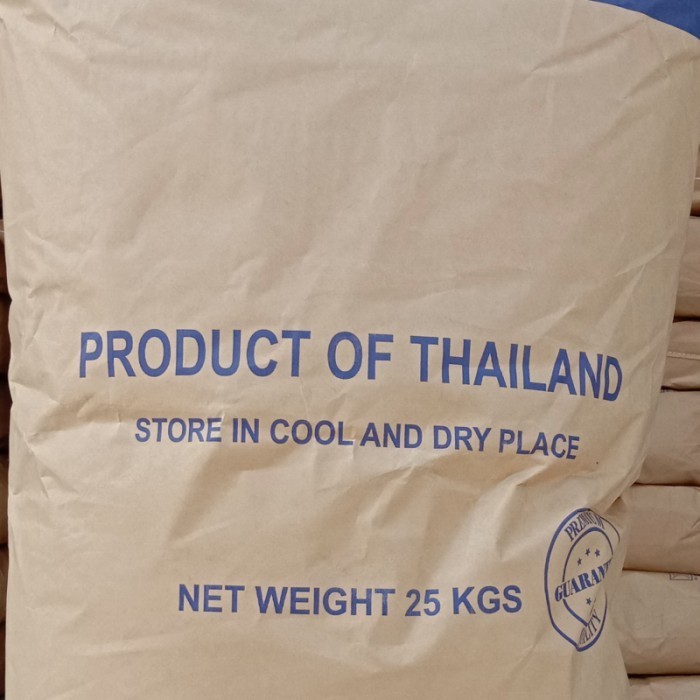 PRODUCT OF THAILAND
STORE IN COOL AND DRY PLACE
NET WEIGHT 25 KGS